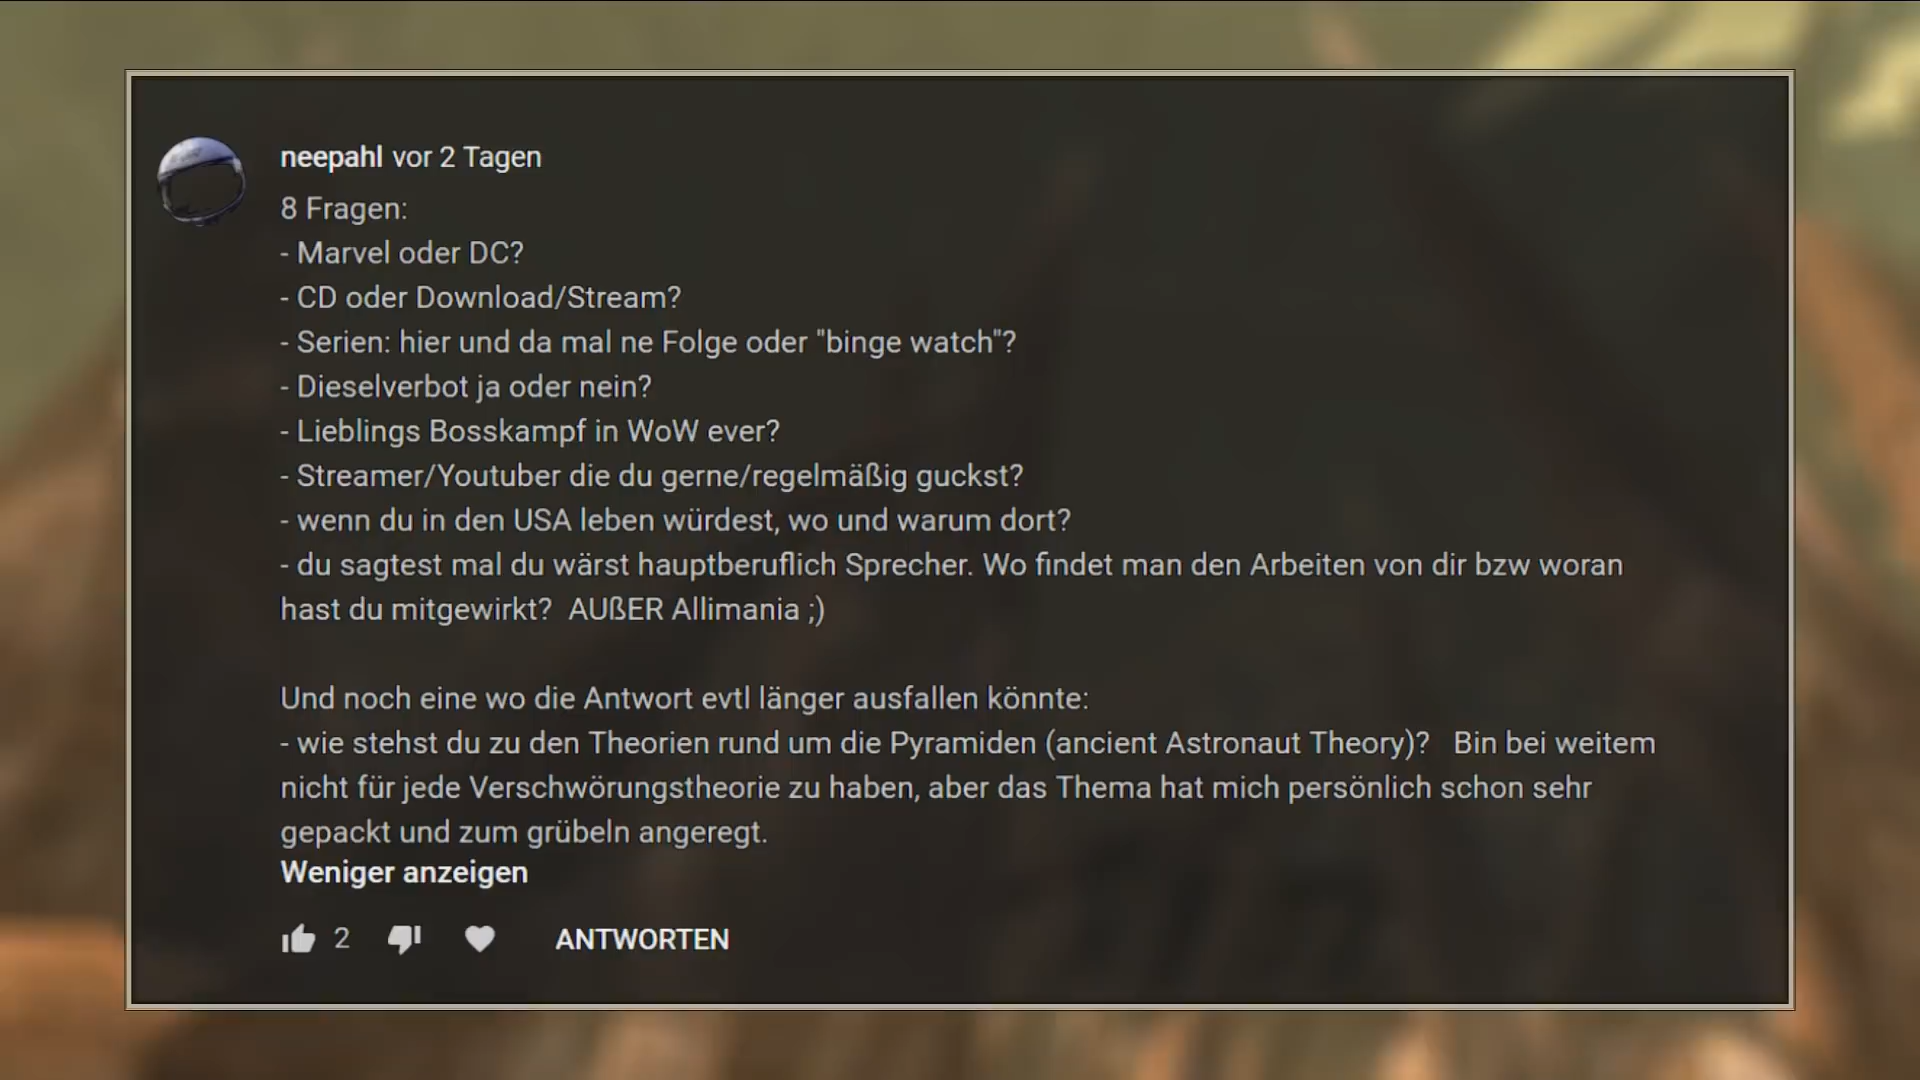 neepahl vor 2 Tagen
8 Fragen:
- Marvel oder DC?
- CD oder Download/Stream?
- Serien: hier und da mal ne Folge oder "binge watch"?
- Dieselverbot ja oder nein?
- Lieblings Bosskampf in WoW ever?
- Streamer/Youtuber die du gerne/regelmäßig guckst?
- wenn du in den USA leben würdest, wo und warum dort?
- du sagtest mal du wärst hauptberuflich Sprecher. Wo findet man den Arbeiten von dir bzw woran
hast du mitgewirkt?  AUßER Allimania ;)
Und noch eine wo die Antwort evtl länger ausfallen könnte:
- wie stehst du zu den Theorien rund um die Pyramiden (ancient Astronaut Theory)?   Bin bei weitem
nicht für jede Verschwörungstheorie zu haben, aber das Thema hat mich persönlich schon sehr
gepackt und zum grübeln angeregt.
Weniger anzeigen
2 ANTWORTEN